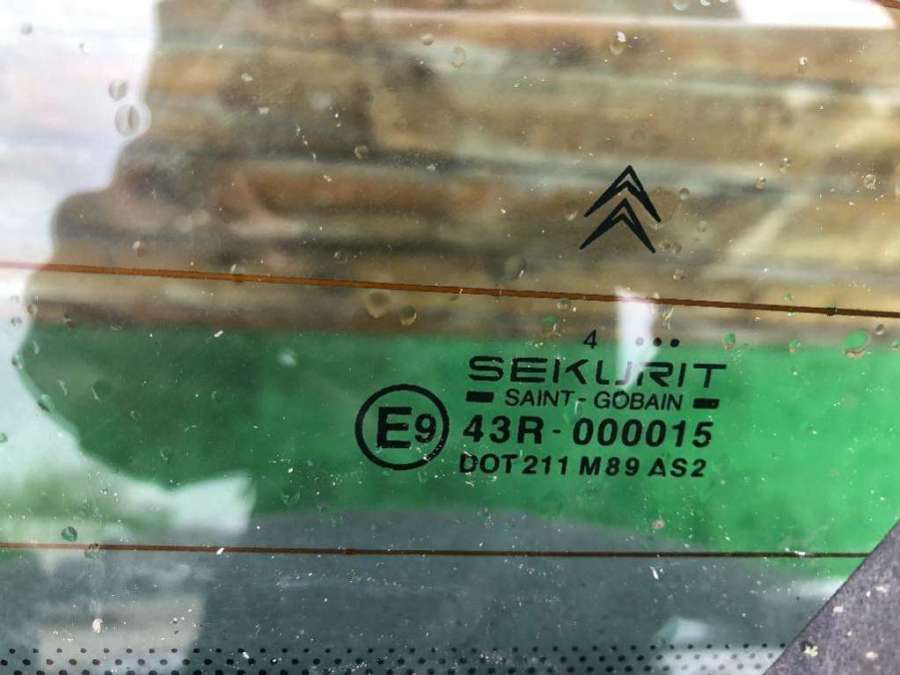 4 •••
SEKURIT
SAINT-GOBAIN
E9 43R-000015
DOT 211 M89 AS2